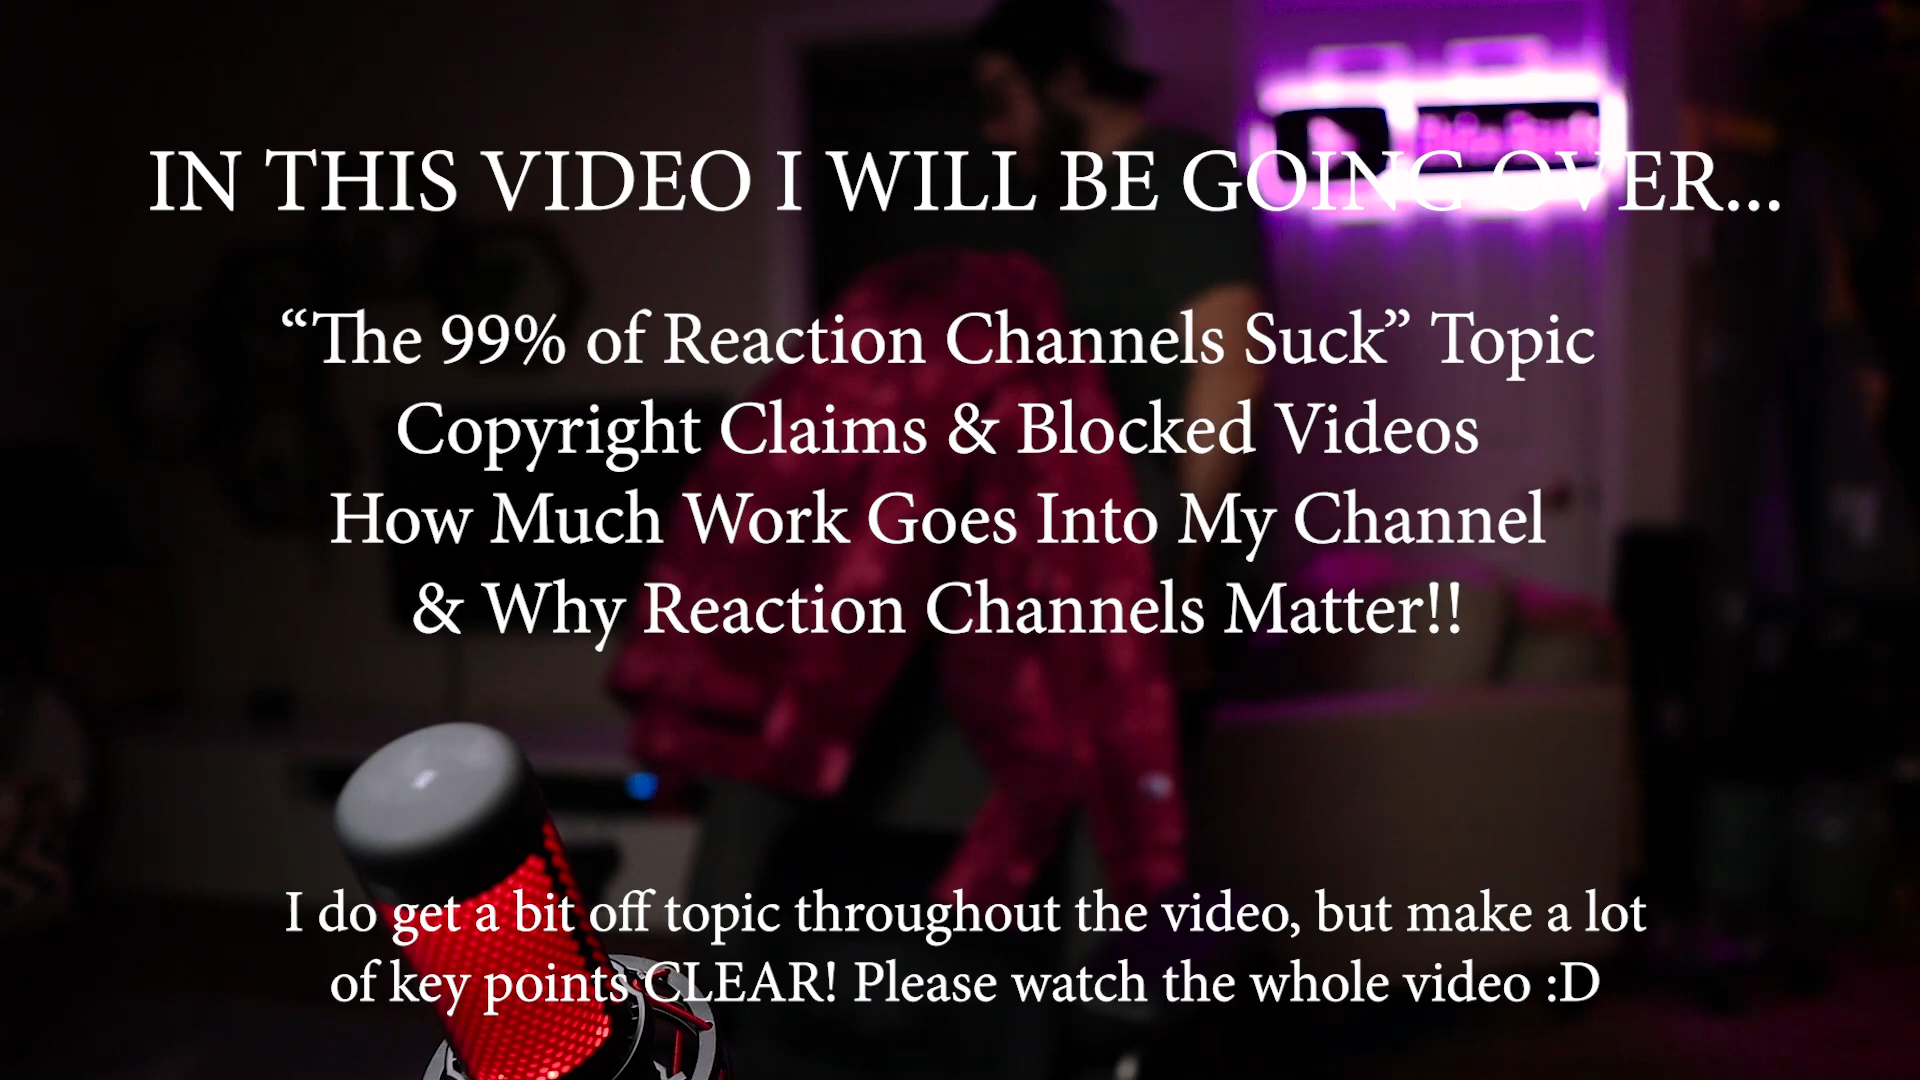 IN THIS VIDEO I WILL BE GOING OVER...
“The 99% of Reaction Channels Suck” Topic
Copyright Claims & Blocked Videos
How Much Work Goes Into My Channel
& Why Reaction Channels Matter!!
I do get a bit off topic throughout the video, but make a lot
of key points CLEAR! Please watch the whole video :D